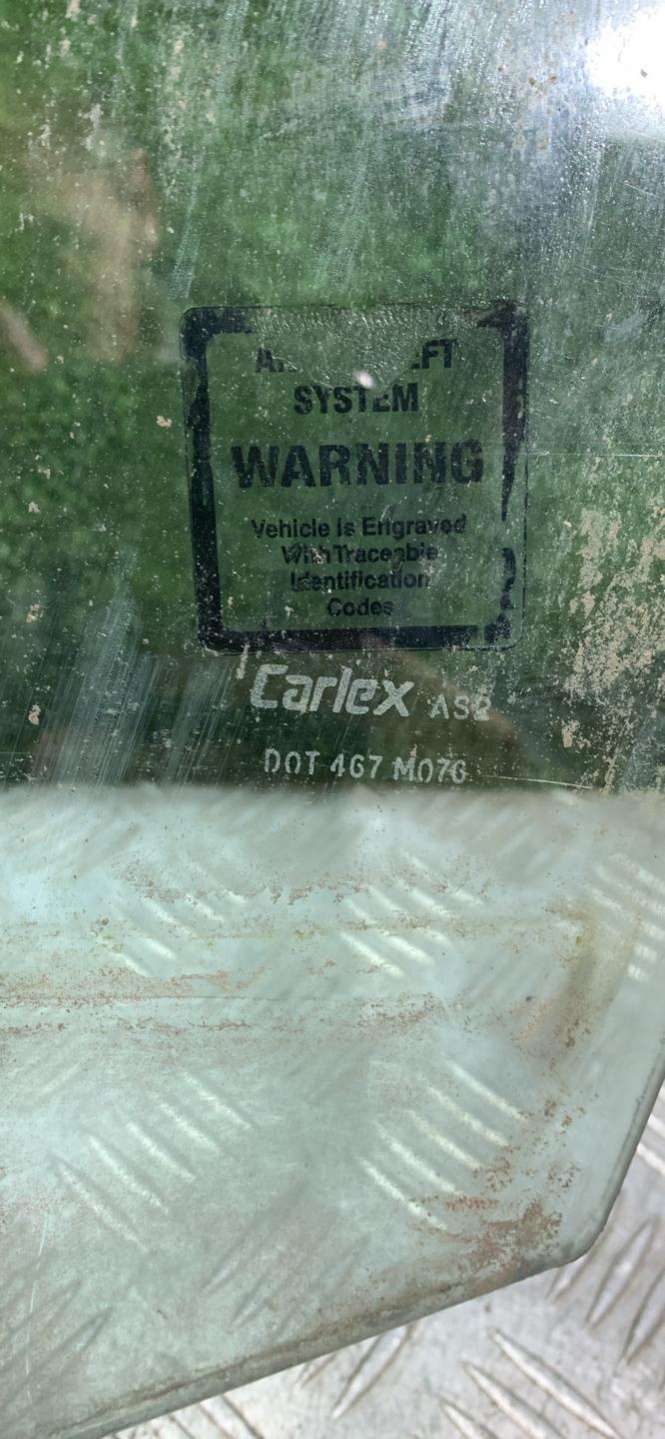 SYSTEM
WARNING
Vehicle is Engraved
With Traceable
Identification
Codes
Carlex AS2
DOT 467 M076